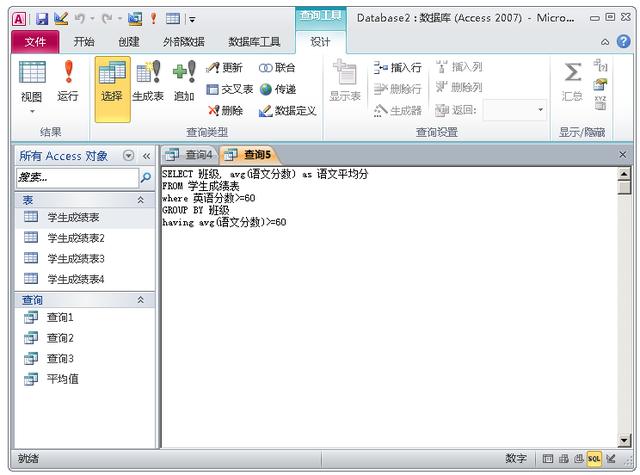 查询工具
Database2：数据库 (Access 2007) - Micro...
文件 开始 创建 外部数据 数据库工具 设计
视图 运行 选择 生成表 追加 更新 交叉表 删除 联合 传递 数据定义 显示表 插入行 删除行 生成器 插入列 删除列 返回: 汇总
结果 查询类型 查询设置 显示/隐藏
所有 Access 对象
查询4 查询5
搜索...
表
学生成绩表
学生成绩表2
学生成绩表3
学生成绩表4
查询
查询1
查询2
查询3
平均值
SELECT 班级, avg(语文分数) as 语文平均分
FROM 学生成绩表
where 英语分数>=60
GROUP BY 班级
having avg(语文分数)>=60
就绪 数字 SQL